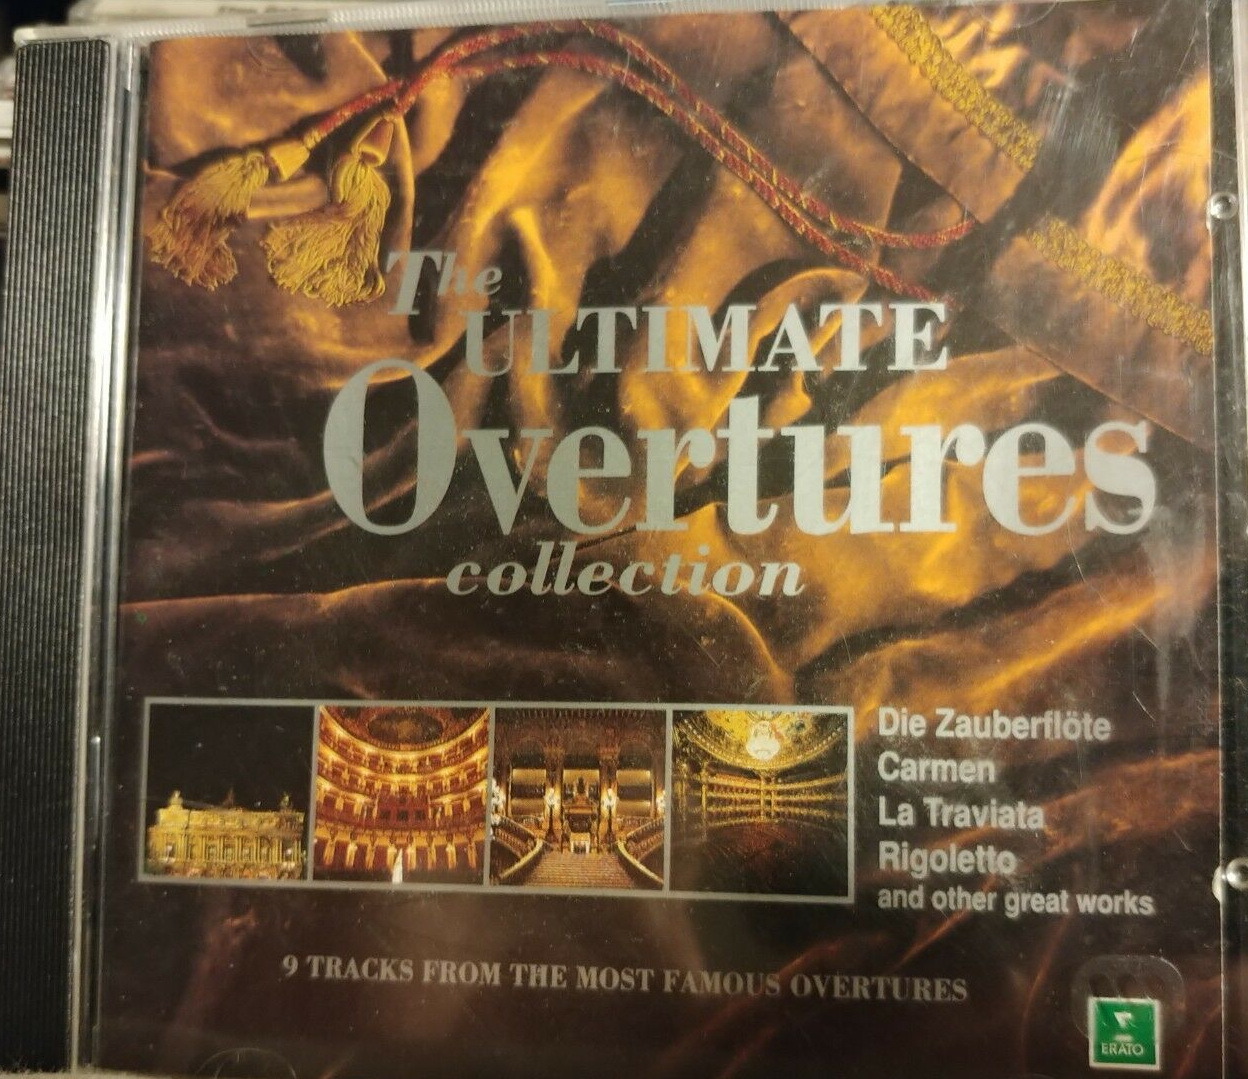 The
ULTIMATE
Overtures
collection
Die Zauberflöte
Carmen
La Traviata
Rigoletto
and other great works
9 TRACKS FROM THE MOST FAMOUS OVERTURES
ERATO